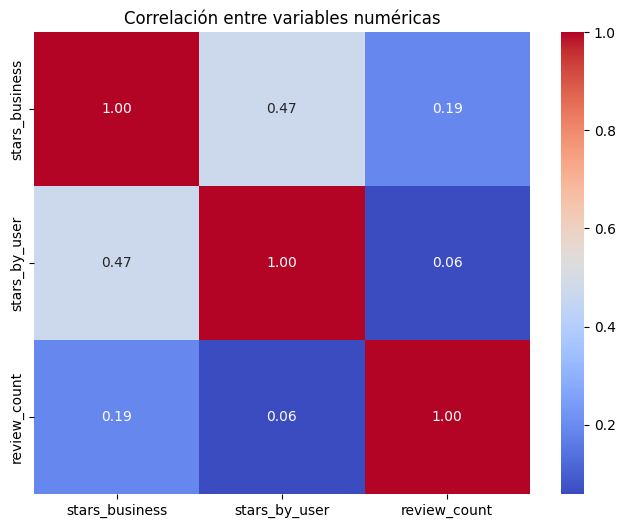 Correlación entre variables numéricas
stars_business
1.00 0.47 0.19
stars_by_user
0.47 1.00 0.06
review_count
0.19 0.06 1.00
stars_business stars_by_user review_count
1.0
0.8
0.6
0.4
0.2